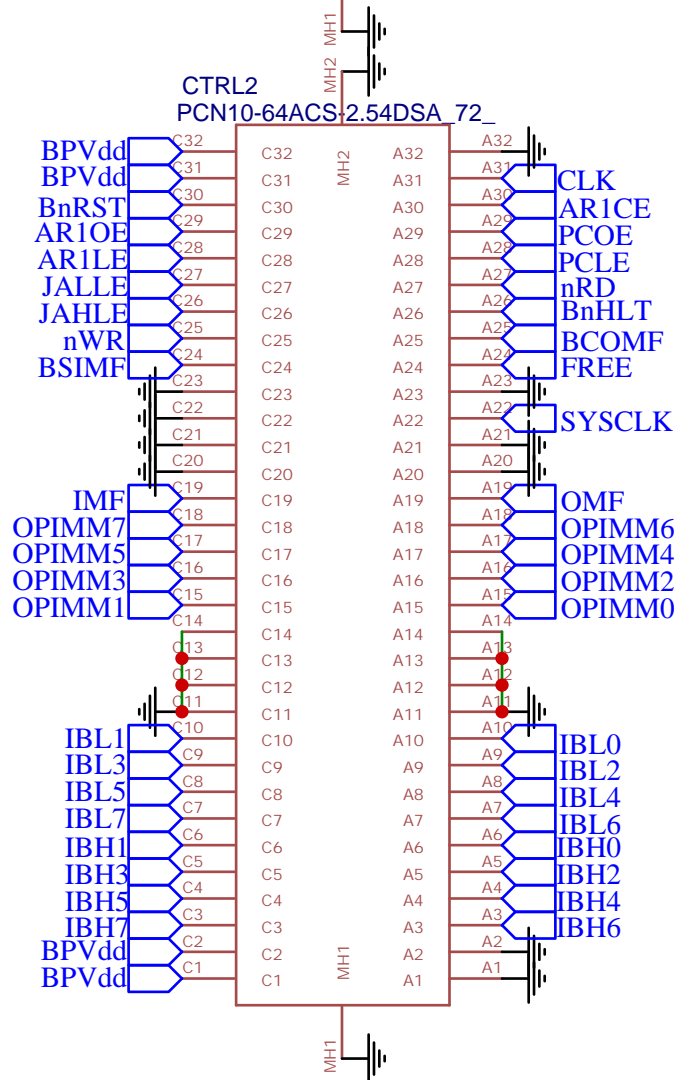 MH1
MH2
CTRL2
PCN10-64ACS-2.54DSA_72_
BPVdd C32 C32 MH2 A32 A32
BPVdd C31 C31 A31 A31 CLK
BnRST C30 C30 A30 A30 AR1CE
AR1OE C29 C29 A29 A29 PCOE
AR1LE C28 C28 A28 A28 PCLE
JALLE C27 C27 A27 A27 nRD
JAHLE C26 C26 A26 A26 BnHLT
nWR C25 C25 A25 A25 BCOMF
BSIMF C24 C24 A24 A24 FREE
C23 C23 A23 A23
C22 C22 A22 A22 SYSCLK
C21 C21 A21 A21
C20 C20 A20 A20
IMF C19 C19 A19 A19 OMF
OPIMM7 C18 C18 A18 A18 OPIMM6
OPIMM5 C17 C17 A17 A17 OPIMM4
OPIMM3 C16 C16 A16 A16 OPIMM2
OPIMM1 C15 C15 A15 A15 OPIMM0
C14 C14 A14 A14
C13 C13 A13 A13
C12 C12 A12 A12
C11 C11 A11 A11
IBL1 C10 C10 A10 A10 IBL0
IBL3 C9 C9 A9 A9 IBL2
IBL5 C8 C8 A8 A8 IBL4
IBL7 C7 C7 A7 A7 IBL6
IBH1 C6 C6 A6 A6 IBH0
IBH3 C5 C5 A5 A5 IBH2
IBH5 C4 C4 A4 A4 IBH4
IBH7 C3 C3 A3 A3 IBH6
BPVdd C2 C2 A2 A2
BPVdd C1 C1 MH1 A1 A1
MH1